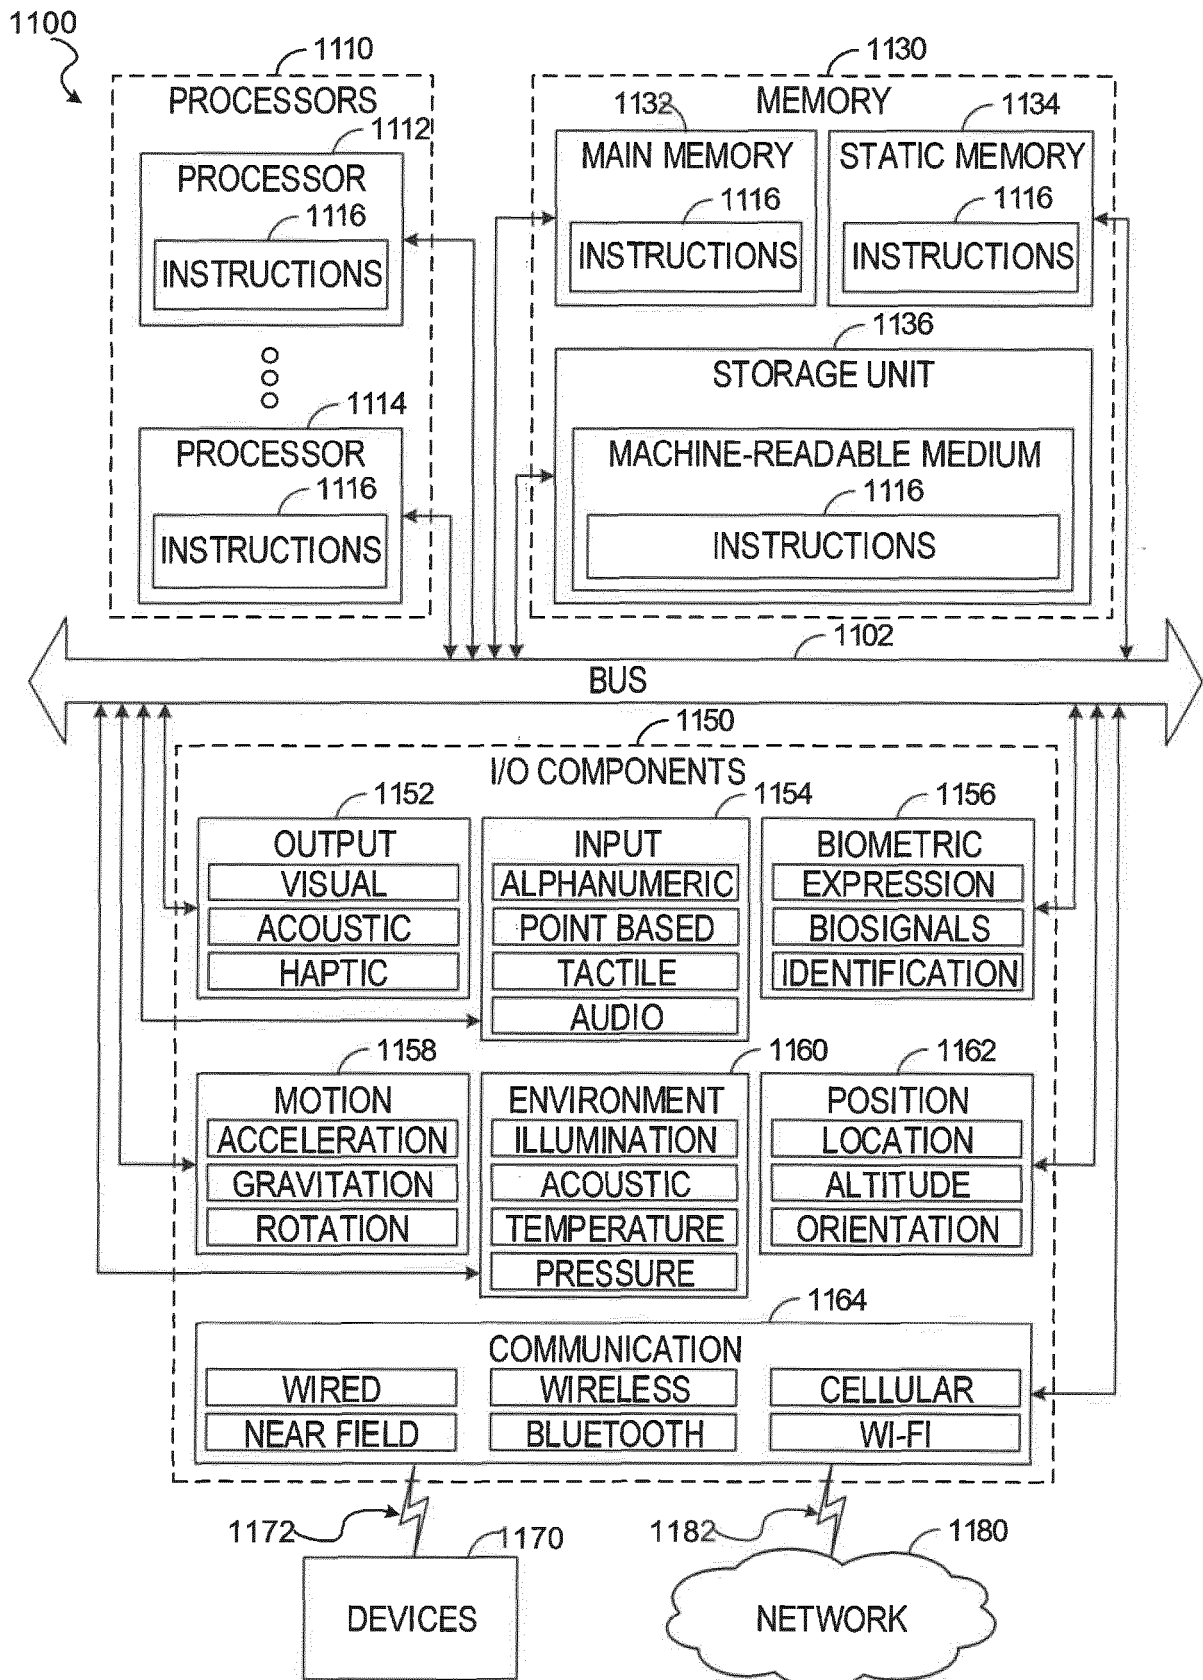 1100
1110
PROCESSORS
1112
PROCESSOR
1116
INSTRUCTIONS
1114
PROCESSOR
1116
INSTRUCTIONS
1130
MEMORY
1132
MAIN MEMORY
1116
INSTRUCTIONS
1134
STATIC MEMORY
1116
INSTRUCTIONS
1136
STORAGE UNIT
MACHINE-READABLE MEDIUM
1116
INSTRUCTIONS
1102
BUS
1150
I/O COMPONENTS
1152
OUTPUT
VISUAL
ACOUSTIC
HAPTIC
1154
INPUT
ALPHANUMERIC
POINT BASED
TACTILE
AUDIO
1156
BIOMETRIC
EXPRESSION
BIOSIGNALS
IDENTIFICATION
1158
MOTION
ACCELERATION
GRAVITATION
ROTATION
1160
ENVIRONMENT
ILLUMINATION
ACOUSTIC
TEMPERATURE
PRESSURE
1162
POSITION
LOCATION
ALTITUDE
ORIENTATION
1164
COMMUNICATION
WIRED
WIRELESS
CELLULAR
NEAR FIELD
BLUETOOTH
WI-FI
1172
1170
DEVICES
1182
1180
NETWORK